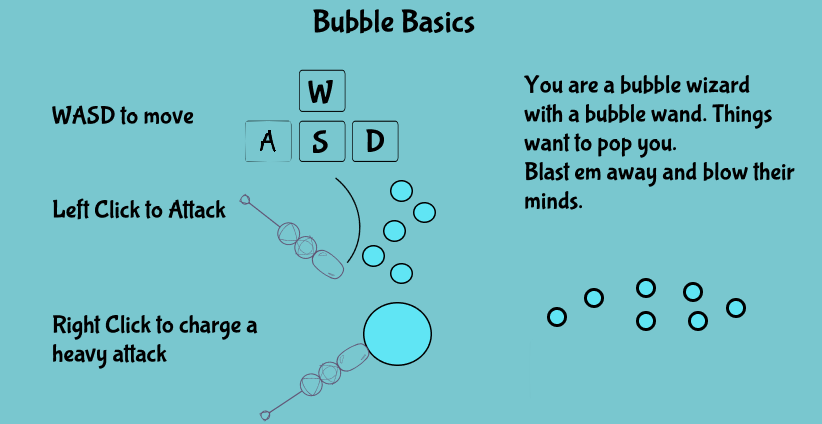 Bubble Basics
WASD to move
W
A S D
Left Click to Attack
Right Click to charge a
heavy attack
You are a bubble wizard
with a bubble wand. Things
want to pop you.
Blast em away and blow their
minds.